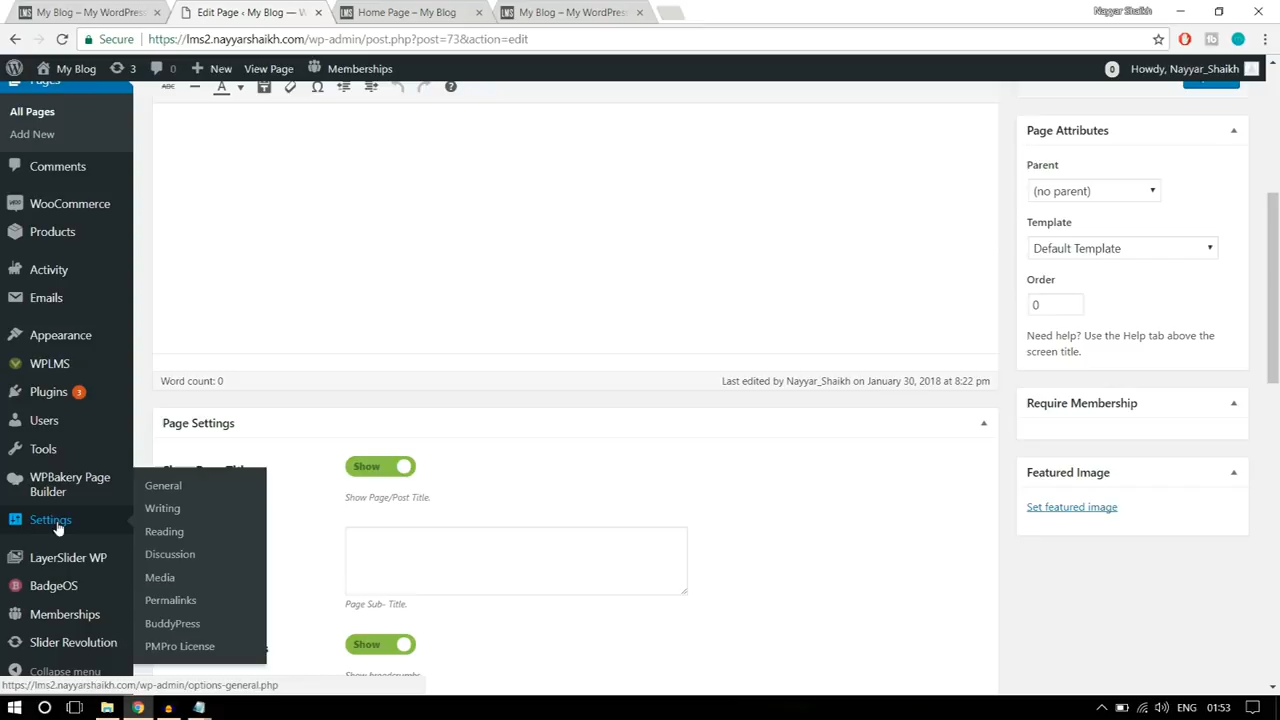 My Blog – My WordPres
Edit Page ‹ My Blog — W
Home Page – My Blog
My Blog – My WordPress
Nayyar Shaikh
Secure
https://lms2.nayyarshaikh.com/wp-admin/post.php?post=73&action=edit
My Blog
3
0
New
View Page
Memberships
0
Howdy, Nayyar_Shaikh
Pages
All Pages
Add New
Comments
WooCommerce
Products
Activity
Emails
Appearance
WPLMS
Plugins 3
Users
Tools
WPBakery Page
Builder
Settings
LayerSlider WP
BadgeOS
Memberships
Slider Revolution
Collapse menu
General
Writing
Reading
Discussion
Media
Permalinks
BuddyPress
PMPro License
ABC
A
Word count: 0
Last edited by Nayyar_Shaikh on January 30, 2018 at 8:22 pm
Page Settings
Show
Show Page/Post Title.
Page Sub- Title.
Show
Show breadcrumbs.
Page Attributes
Parent
(no parent)
Template
Default Template
Order
0
Need help? Use the Help tab above the
screen title.
Require Membership
Featured Image
Set featured image
https://lms2.nayyarshaikh.com/wp-admin/options-general.php
ENG
01:53